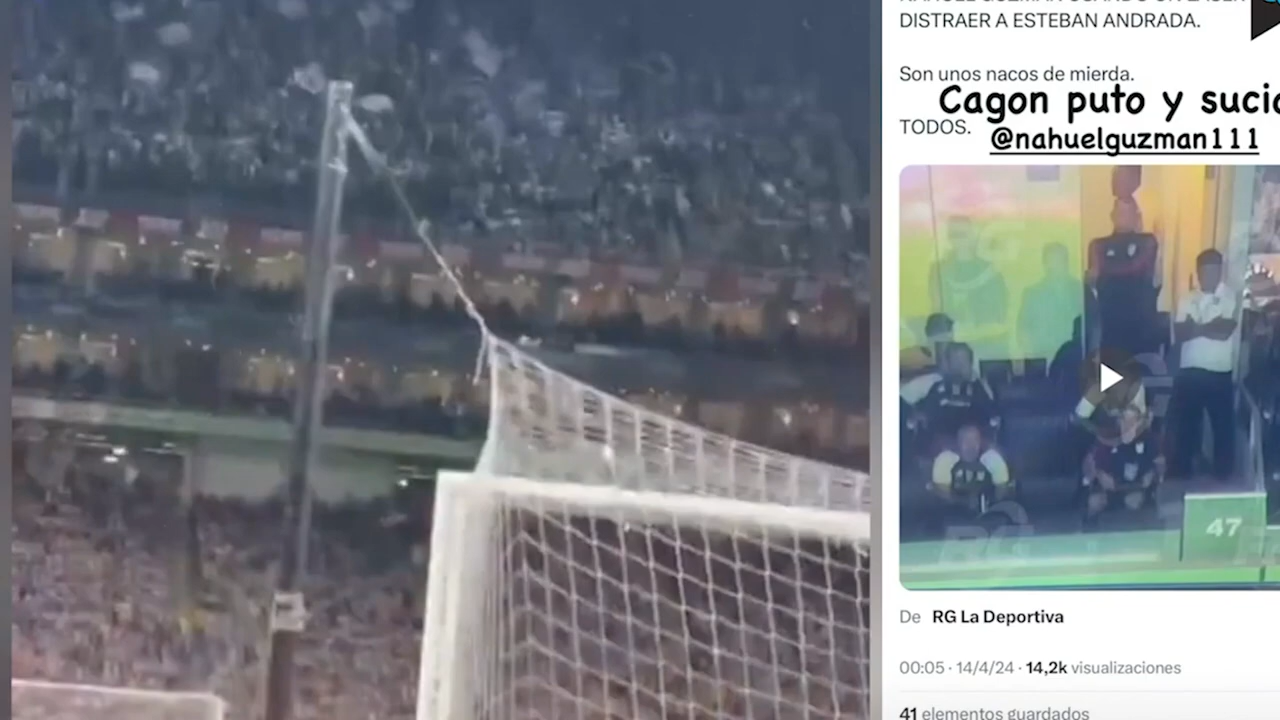 DISTRAER A ESTEBAN ANDRADA.
Son unos nacos de mierda.
Cagon puto y sucio
TODOS.
@nahuelguzman111
47
De RG La Deportiva
00:05 · 14/4/24 · 14,2k visualizaciones
41 elementos guardados